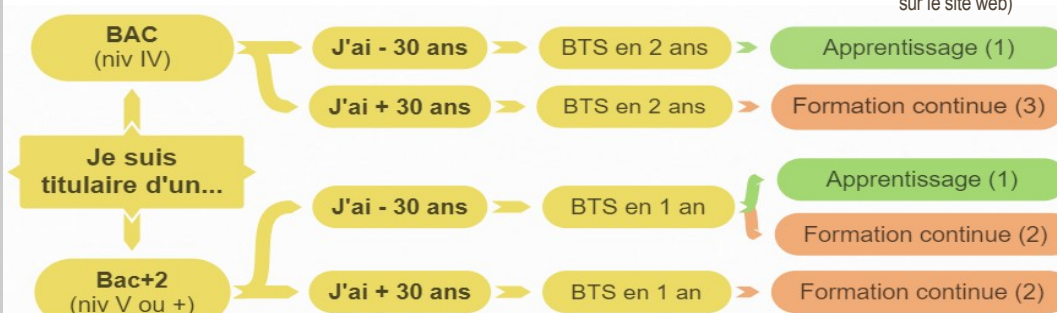 sur le site web)
BAC
(niv IV)
J'ai - 30 ans
BTS en 2 ans
Apprentissage (1)
J'ai + 30 ans
BTS en 2 ans
Formation continue (3)
Je suis
titulaire d'un...
J'ai - 30 ans
BTS en 1 an
Apprentissage (1)
Formation continue (2)
Bac+2
(niv V ou +)
J'ai + 30 ans
BTS en 1 an
Formation continue (2)